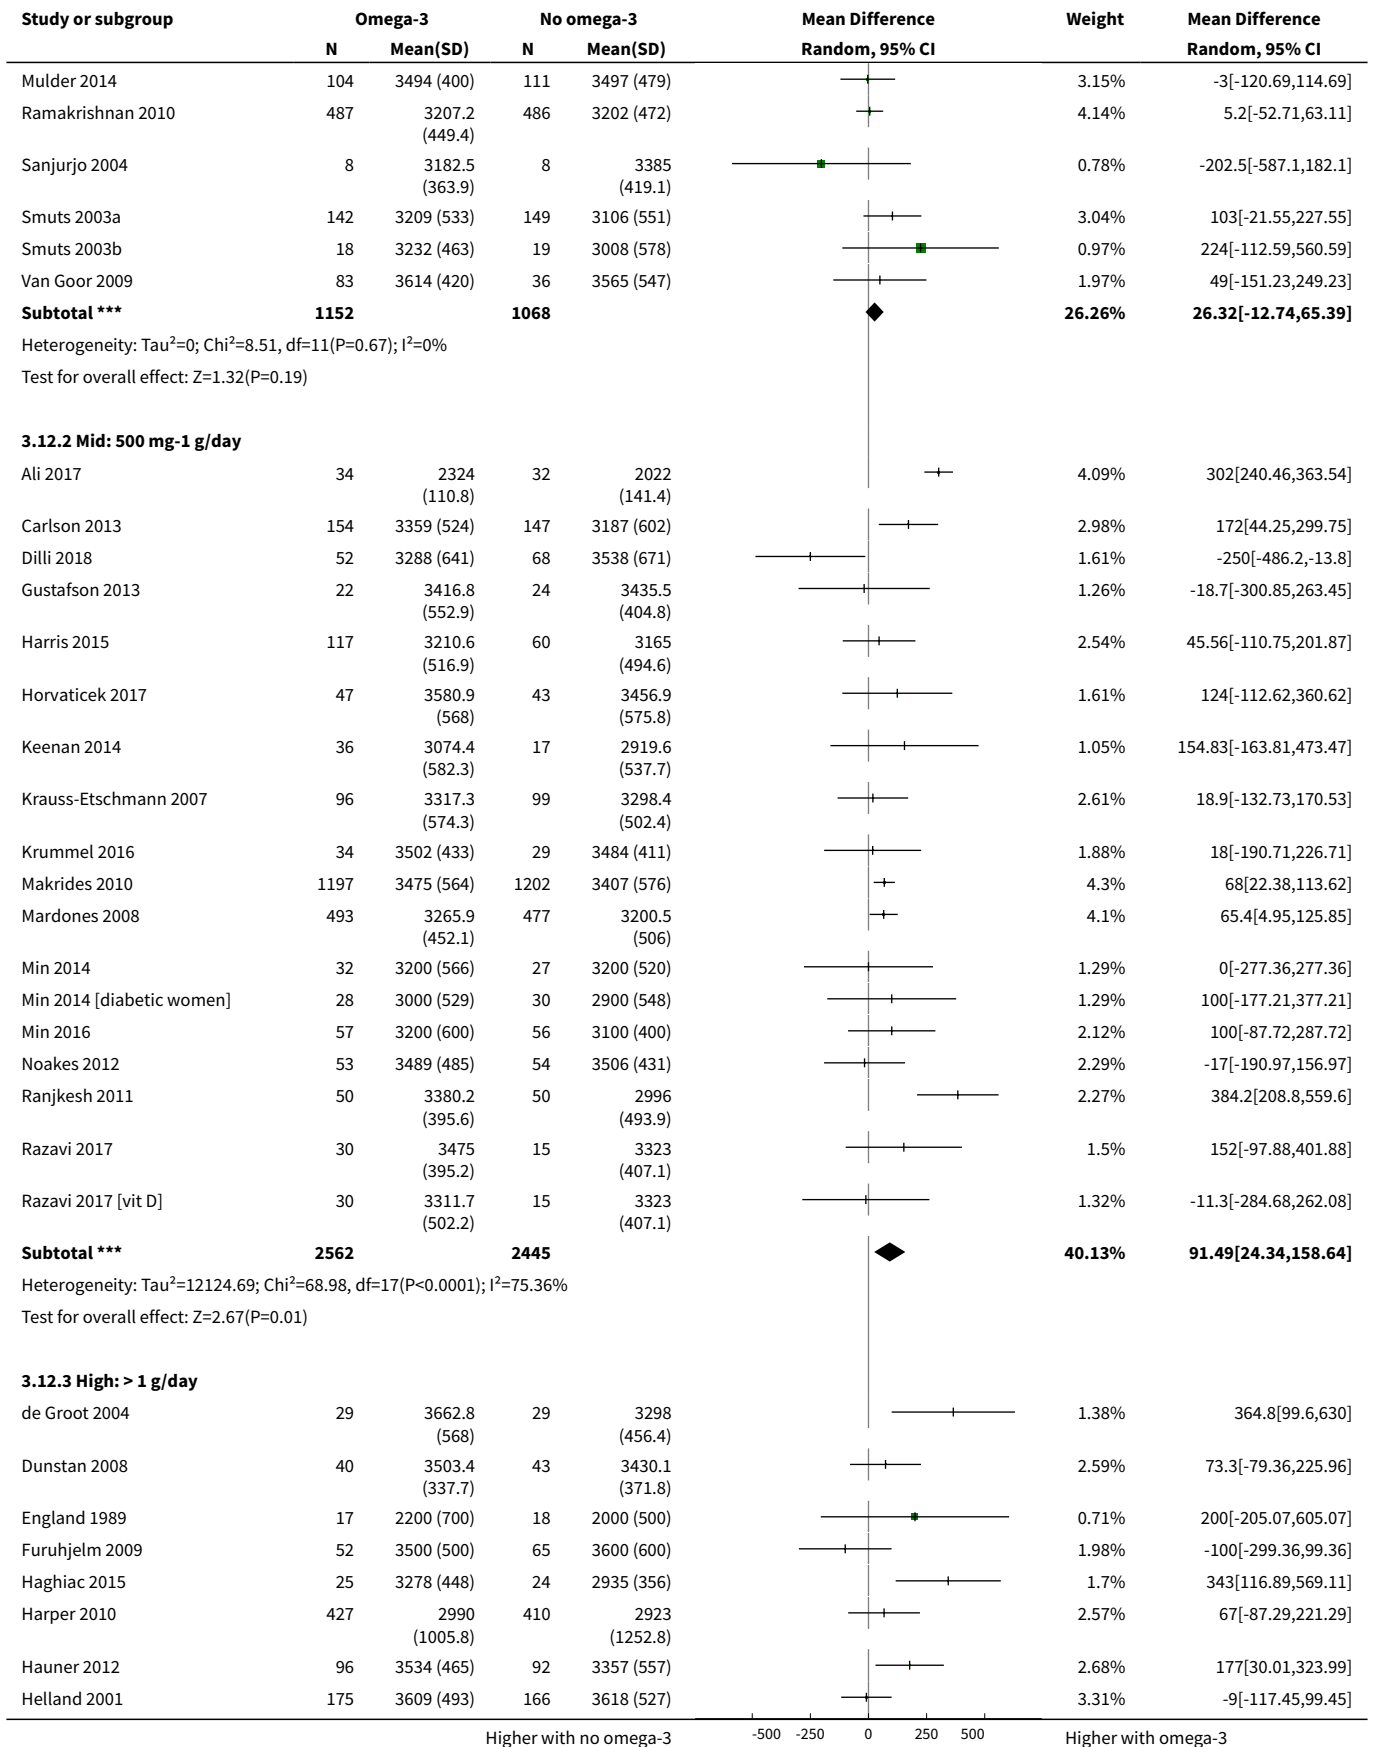 Study or subgroup Omega-3 No omega-3 Mean Difference Weight Mean Difference
N Mean(SD) N Mean(SD) Random, 95% CI Random, 95% CI
Mulder 2014 104 3494 (400) 111 3497 (479) 3.15% -3[-120.69,114.69]
Ramakrishnan 2010 487 3207.2 486 3202 (472) 4.14% 5.2[-52.71,63.11]
(449.4)
Sanjurjo 2004 8 3182.5 8 3385 0.78% -202.5[-587.1,182.1]
(363.9) (419.1)
Smuts 2003a 142 3209 (533) 149 3106 (551) 3.04% 103[-21.55,227.55]
Smuts 2003b 18 3232 (463) 19 3008 (578) 0.97% 224[-112.59,560.59]
Van Goor 2009 83 3614 (420) 36 3565 (547) 1.97% 49[-151.23,249.23]
Subtotal *** 1152 1068 26.26% 26.32[-12.74,65.39]
Heterogeneity: Tau²=0; Chi²=8.51, df=11(P=0.67); I²=0%
Test for overall effect: Z=1.32(P=0.19)
3.12.2 Mid: 500 mg-1 g/day
Ali 2017 34 2324 32 2022 4.09% 302[240.46,363.54]
(110.8) (141.4)
Carlson 2013 154 3359 (524) 147 3187 (602) 2.98% 172[44.25,299.75]
Dilli 2018 52 3288 (641) 68 3538 (671) 1.61% -250[-486.2,-13.8]
Gustafson 2013 22 3416.8 24 3435.5 1.26% -18.7[-300.85,263.45]
(552.9) (404.8)
Harris 2015 117 3210.6 60 3165 2.54% 45.56[-110.75,201.87]
(516.9) (494.6)
Horvaticek 2017 47 3580.9 43 3456.9 1.61% 124[-112.62,360.62]
(568) (575.8)
Keenan 2014 36 3074.4 17 2919.6 1.05% 154.83[-163.81,473.47]
(582.3) (537.7)
Krauss-Etschmann 2007 96 3317.3 99 3298.4 2.61% 18.9[-132.73,170.53]
(574.3) (502.4)
Krummel 2016 34 3502 (433) 29 3484 (411) 1.88% 18[-190.71,226.71]
Makrides 2010 1197 3475 (564) 1202 3407 (576) 4.3% 68[22.38,113.62]
Mardones 2008 493 3265.9 477 3200.5 4.1% 65.4[4.95,125.85]
(452.1) (506)
Min 2014 32 3200 (566) 27 3200 (520) 1.29% 0[-277.36,277.36]
Min 2014 [diabetic women] 28 3000 (529) 30 2900 (548) 1.29% 100[-177.21,377.21]
Min 2016 57 3200 (600) 56 3100 (400) 2.12% 100[-87.72,287.72]
Noakes 2012 53 3489 (485) 54 3506 (431) 2.29% -17[-190.97,156.97]
Ranjkesh 2011 50 3380.2 50 2996 2.27% 384.2[208.8,559.6]
(395.6) (493.9)
Razavi 2017 30 3475 15 3323 1.5% 152[-97.88,401.88]
(395.2) (407.1)
Razavi 2017 [vit D] 30 3311.7 15 3323 1.32% -11.3[-284.68,262.08]
(502.2) (407.1)
Subtotal *** 2562 2445 40.13% 91.49[24.34,158.64]
Heterogeneity: Tau²=12124.69; Chi²=68.98, df=17(P<0.0001); I²=75.36%
Test for overall effect: Z=2.67(P=0.01)
3.12.3 High: > 1 g/day
de Groot 2004 29 3662.8 29 3298 1.38% 364.8[99.6,630]
(568) (456.4)
Dunstan 2008 40 3503.4 43 3430.1 2.59% 73.3[-79.36,225.96]
(337.7) (371.8)
England 1989 17 2200 (700) 18 2000 (500) 0.71% 200[-205.07,605.07]
Furuhjelm 2009 52 3500 (500) 65 3600 (600) 1.98% -100[-299.36,99.36]
Haghiac 2015 25 3278 (448) 24 2935 (356) 1.7% 343[116.89,569.11]
Harper 2010 427 2990 410 2923 2.57% 67[-87.29,221.29]
(1005.8) (1252.8)
Hauner 2012 96 3534 (465) 92 3357 (557) 2.68% 177[30.01,323.99]
Helland 2001 175 3609 (493) 166 3618 (527) 3.31% -9[-117.45,99.45]
Higher with no omega-3 -500 -250 0 250 500 Higher with omega-3